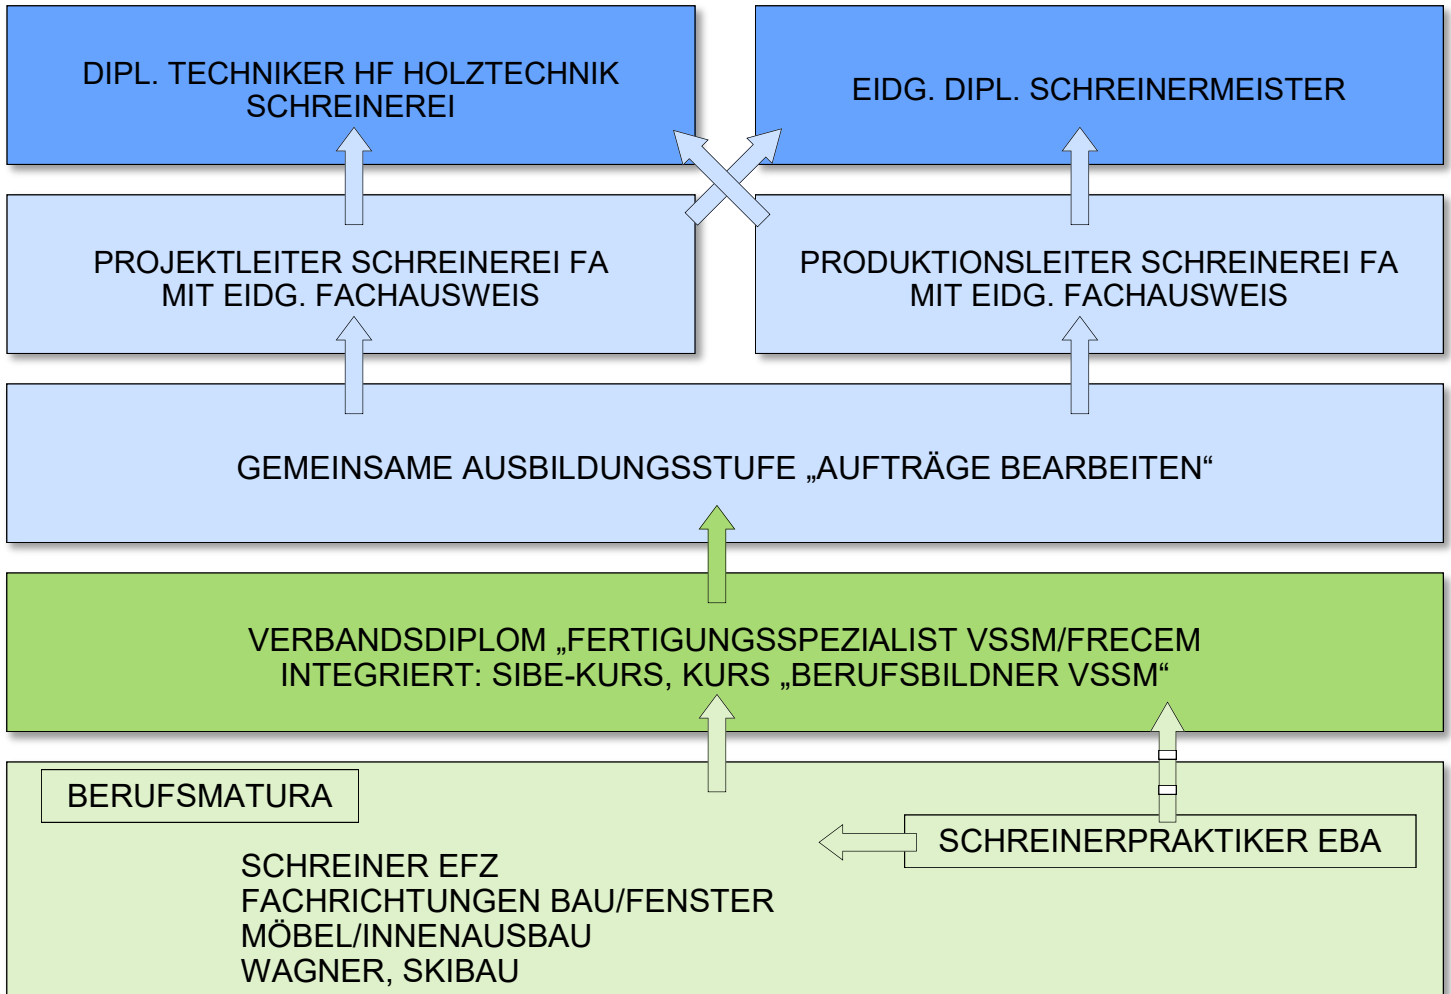 DIPL. TECHNIKER HF HOLZTECHNIK
SCHREINEREI
EIDG. DIPL. SCHREINERMEISTER
PROJEKTLEITER SCHREINEREI FA
MIT EIDG. FACHAUSWEIS
PRODUKTIONSLEITER SCHREINEREI FA
MIT EIDG. FACHAUSWEIS
GEMEINSAME AUSBILDUNGSSTUFE „AUFTRÄGE BEARBEITEN“
VERBANDSDIPLOM „FERTIGUNGSSPEZIALIST VSSM/FRECEM
INTEGRIERT: SIBE-KURS, KURS „BERUFSBILDNER VSSM“
BERUFSMATURA
SCHREINERPRAKTIKER EBA
SCHREINER EFZ
FACHRICHTUNGEN BAU/FENSTER
MÖBEL/INNENAUSBAU
WAGNER, SKIBAU